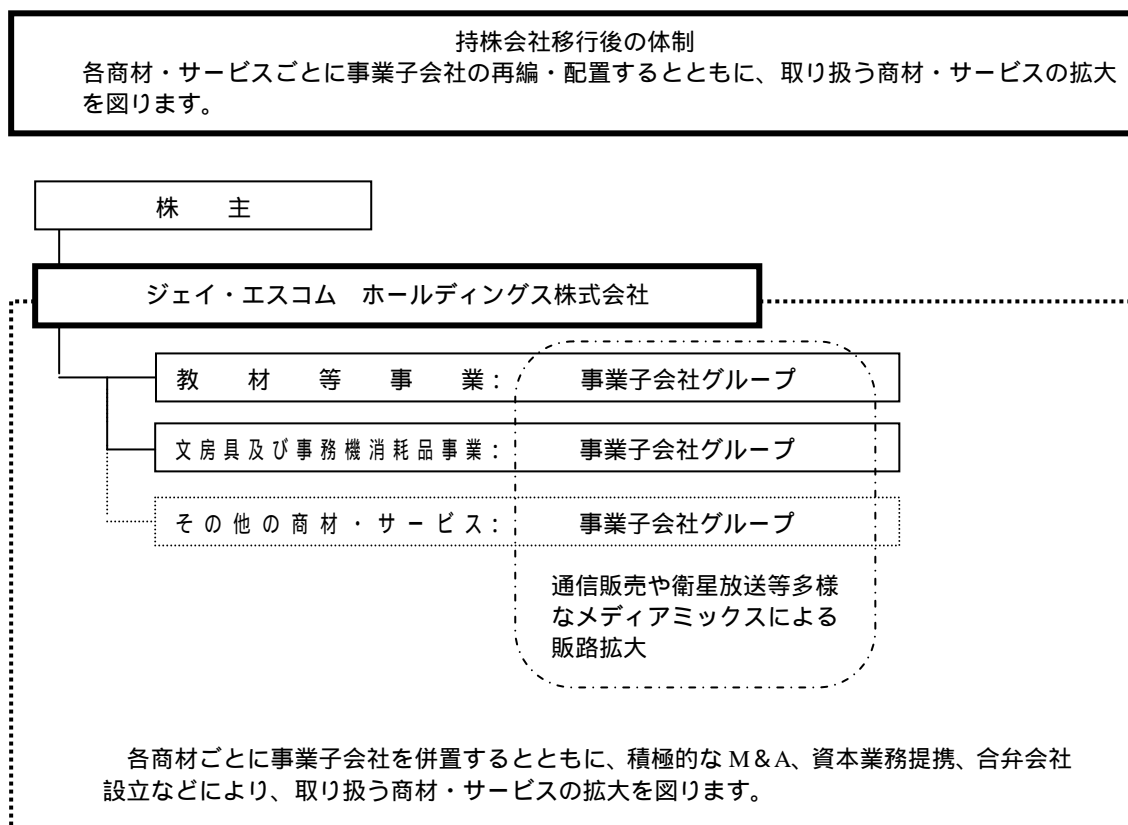 持株会社移行後の体制
各商材・サービスごとに事業子会社の再編・配置するとともに、取り扱う商材・サービスの拡大
を図ります。
株　主
ジェイ・エスコム　ホールディングス株式会社
教材等事業：　事業子会社グループ
文房具及び事務機消耗品事業：　事業子会社グループ
その他の商材・サービス：　事業子会社グループ
通信販売や衛星放送等多様
なメディアミックスによる
販路拡大
各商材ごとに事業子会社を併置するとともに、積極的なM＆A、資本業務提携、合弁会社
設立などにより、取り扱う商材・サービスの拡大を図ります。